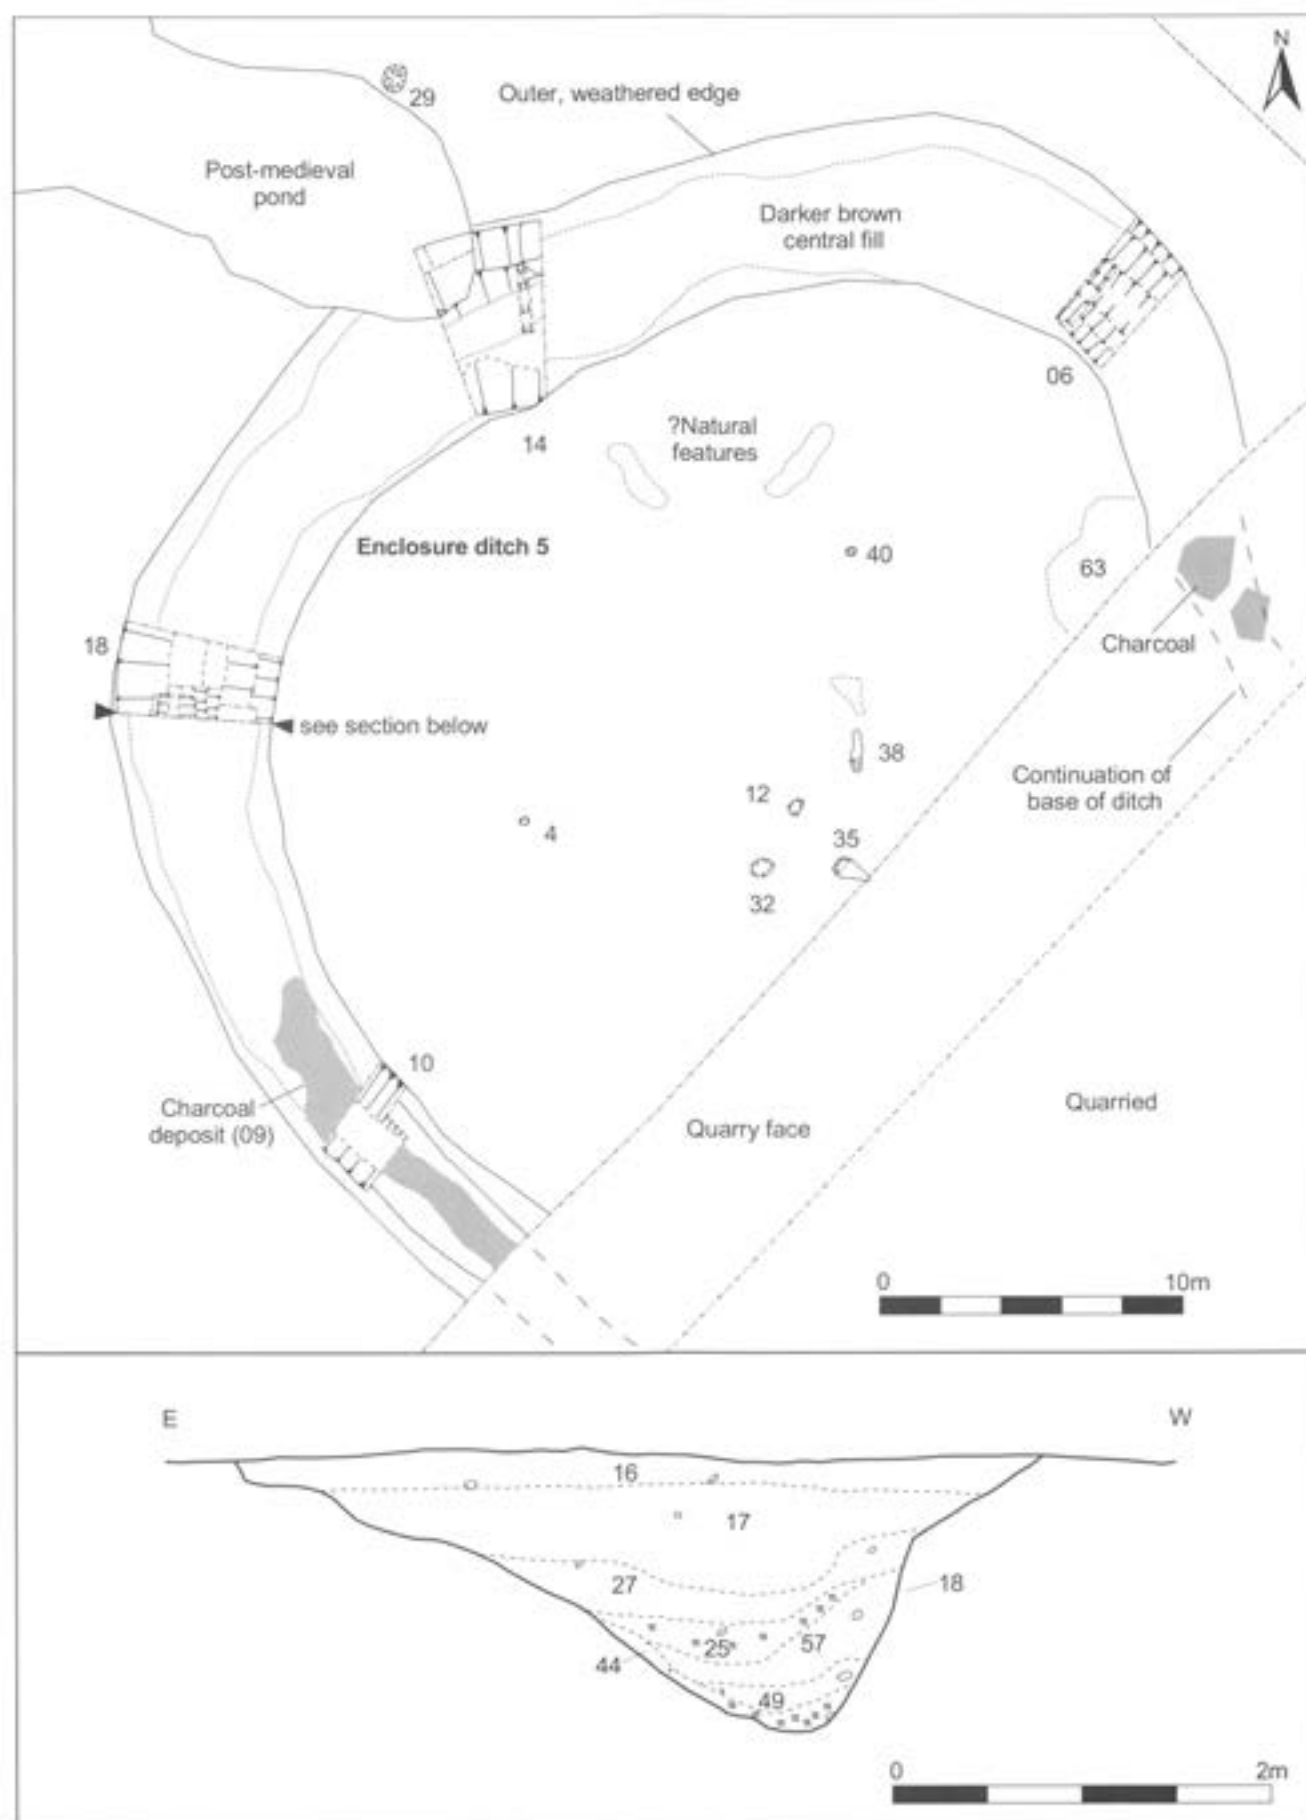 N
29
Outer, weathered edge
Post-medieval
pond
Darker brown
central fill
06
14
?Natural
features
Enclosure ditch 5
40
63
Charcoal
18
see section below
38
Continuation of
base of ditch
12
4
35
32
10
Charcoal
deposit (09)
Quarry face
Quarried
0 10m
E W
16
17
27
18
25
57
44
49
0 2m